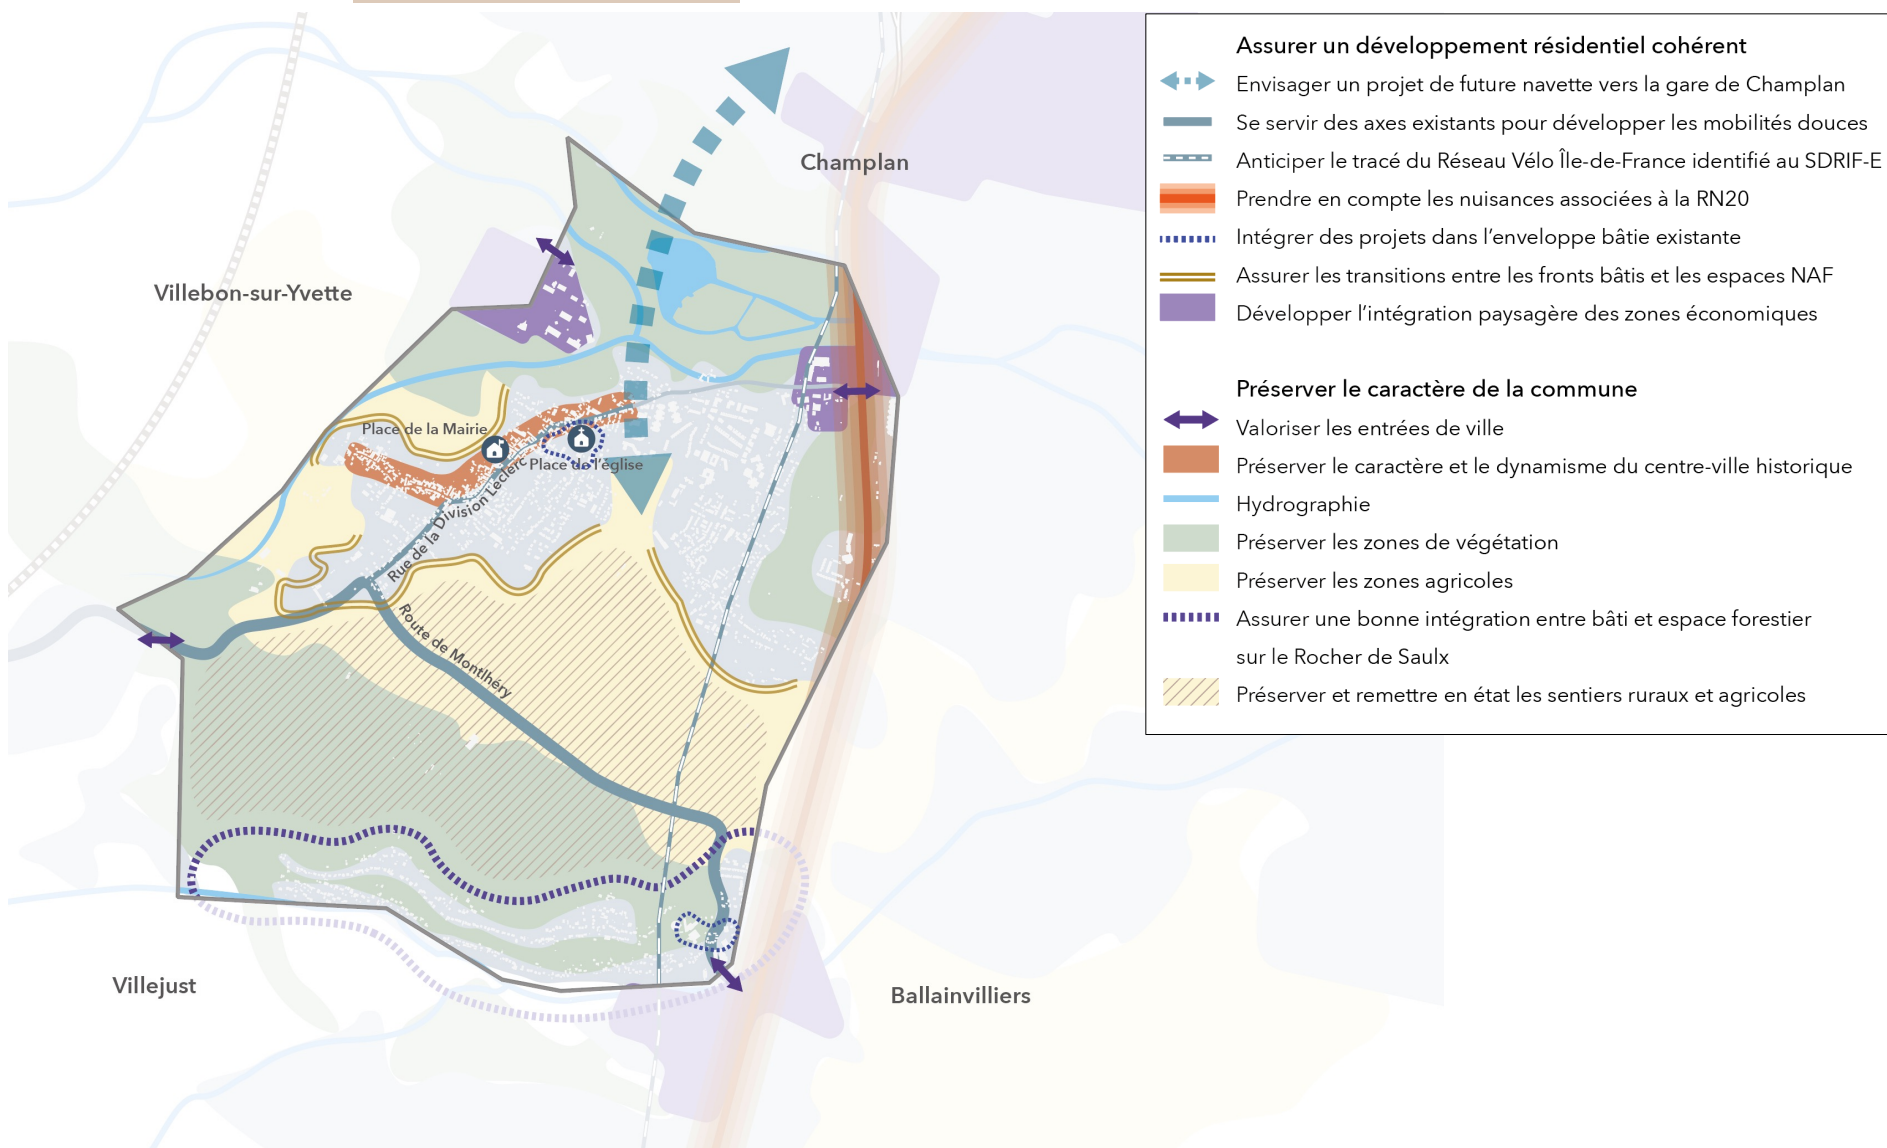 Champlan
Villebon-sur-Yvette
Place de la Mairie
Place de l'église
Rue de la Division Leclerc
Route de Montlhéry
Villejust
Ballainvilliers
Assurer un développement résidentiel cohérent
Envisager un projet de future navette vers la gare de Champlan
Se servir des axes existants pour développer les mobilités douces
Anticiper le tracé du Réseau Vélo Île-de-France identifié au SDRIF-E
Prendre en compte les nuisances associées à la RN20
Intégrer des projets dans l'enveloppe bâtie existante
Assurer les transitions entre les fronts bâtis et les espaces NAF
Développer l'intégration paysagère des zones économiques
Préserver le caractère de la commune
Valoriser les entrées de ville
Préserver le caractère et le dynamisme du centre-ville historique
Hydrographie
Préserver les zones de végétation
Préserver les zones agricoles
Assurer une bonne intégration entre bâti et espace forestier
sur le Rocher de Saulx
Préserver et remettre en état les sentiers ruraux et agricoles